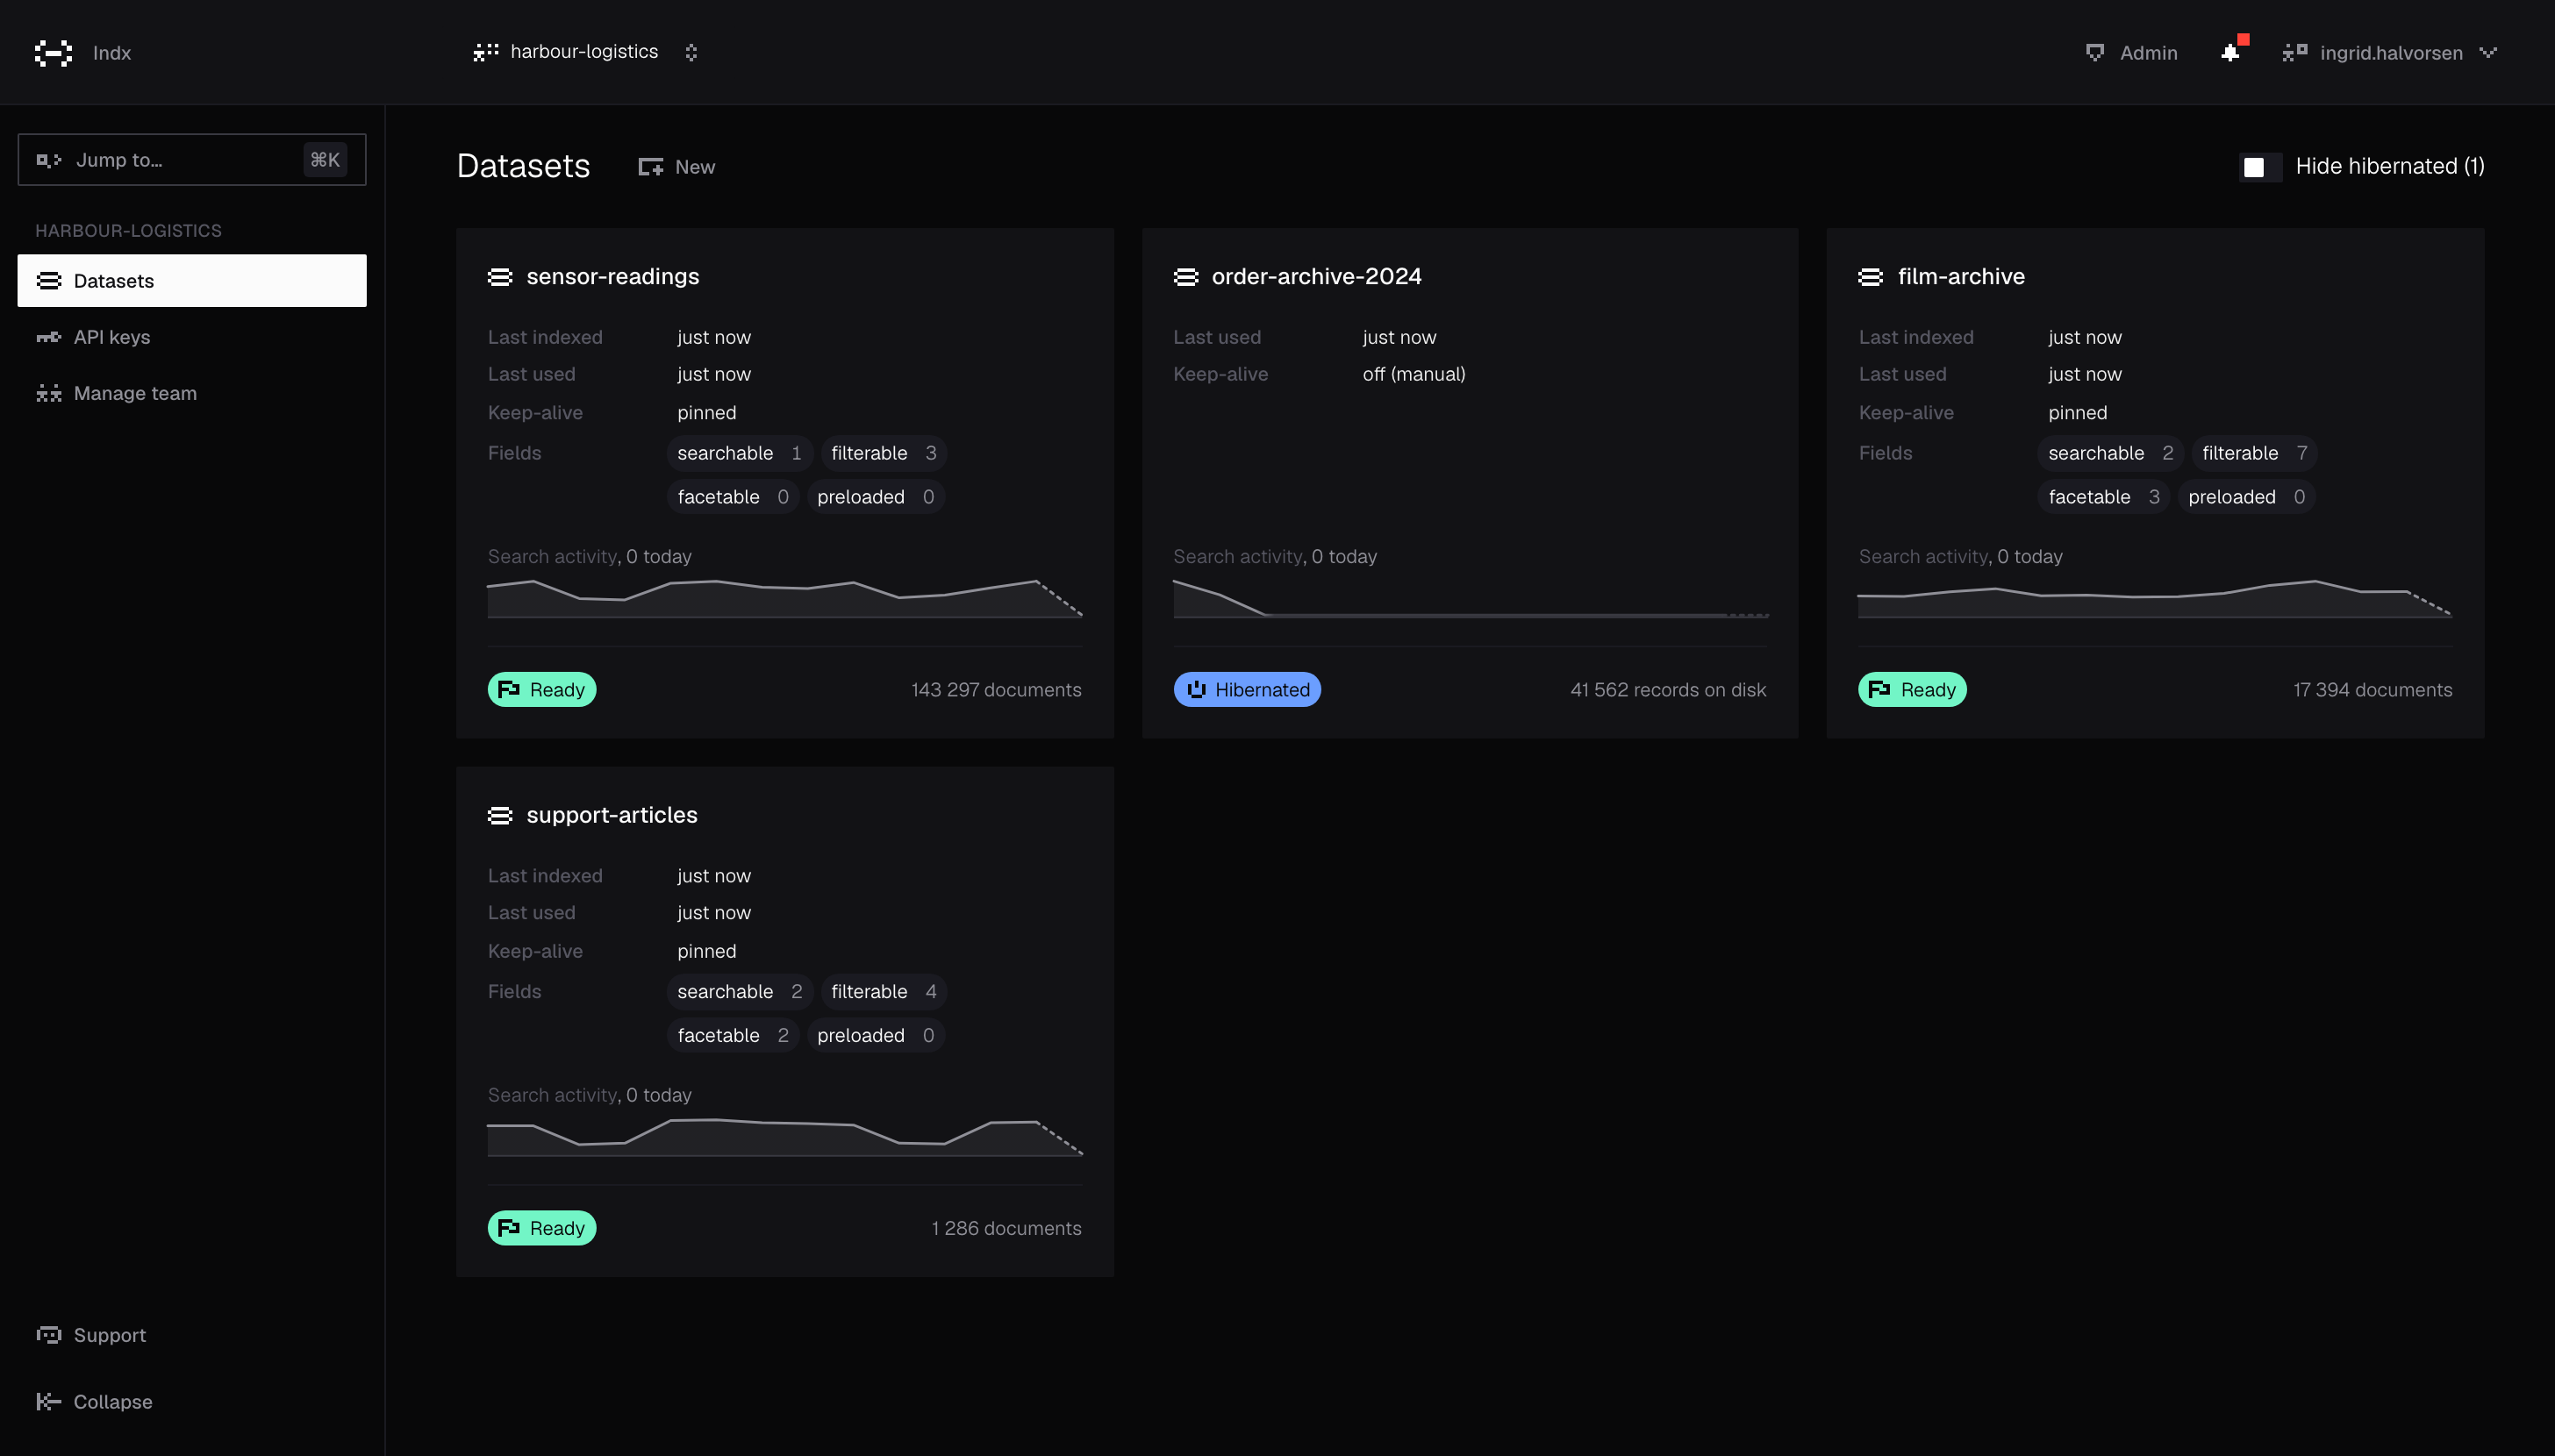 Indx
harbour-logistics
Admin
ingrid.halvorsen
Jump to...
⌘K
HARBOUR-LOGISTICS
Datasets
API keys
Manage team
Support
Collapse
Datasets
New
Hide hibernated (1)
sensor-readings
Last indexed just now
Last used just now
Keep-alive pinned
Fields searchable 1 filterable 3
facetable 0 preloaded 0
Search activity, 0 today
Ready 143 297 documents
order-archive-2024
Last used just now
Keep-alive off (manual)
Search activity, 0 today
Hibernated 41 562 records on disk
film-archive
Last indexed just now
Last used just now
Keep-alive pinned
Fields searchable 2 filterable 7
facetable 3 preloaded 0
Search activity, 0 today
Ready 17 394 documents
support-articles
Last indexed just now
Last used just now
Keep-alive pinned
Fields searchable 2 filterable 4
facetable 2 preloaded 0
Search activity, 0 today
Ready 1 286 documents